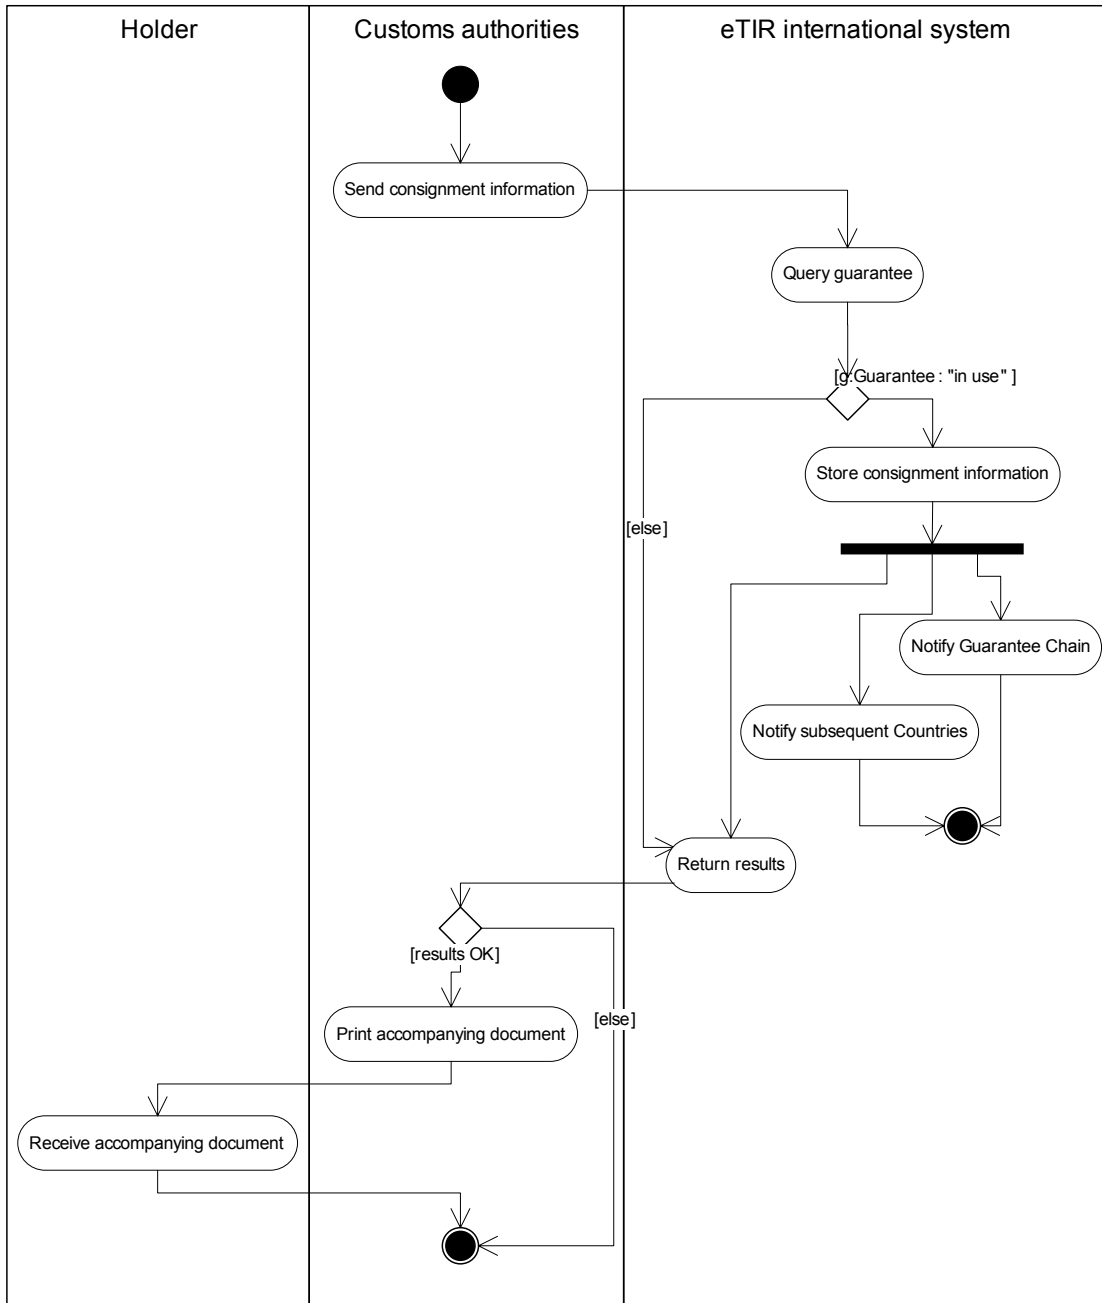 Holder
Customs authorities
eTIR international system
Send consignment information
Query guarantee
[g:Guarantee : "in use" ]
Store consignment information
[else]
Notify Guarantee Chain
Notify subsequent Countries
Return results
[results OK]
Print accompanying document
[else]
Receive accompanying document